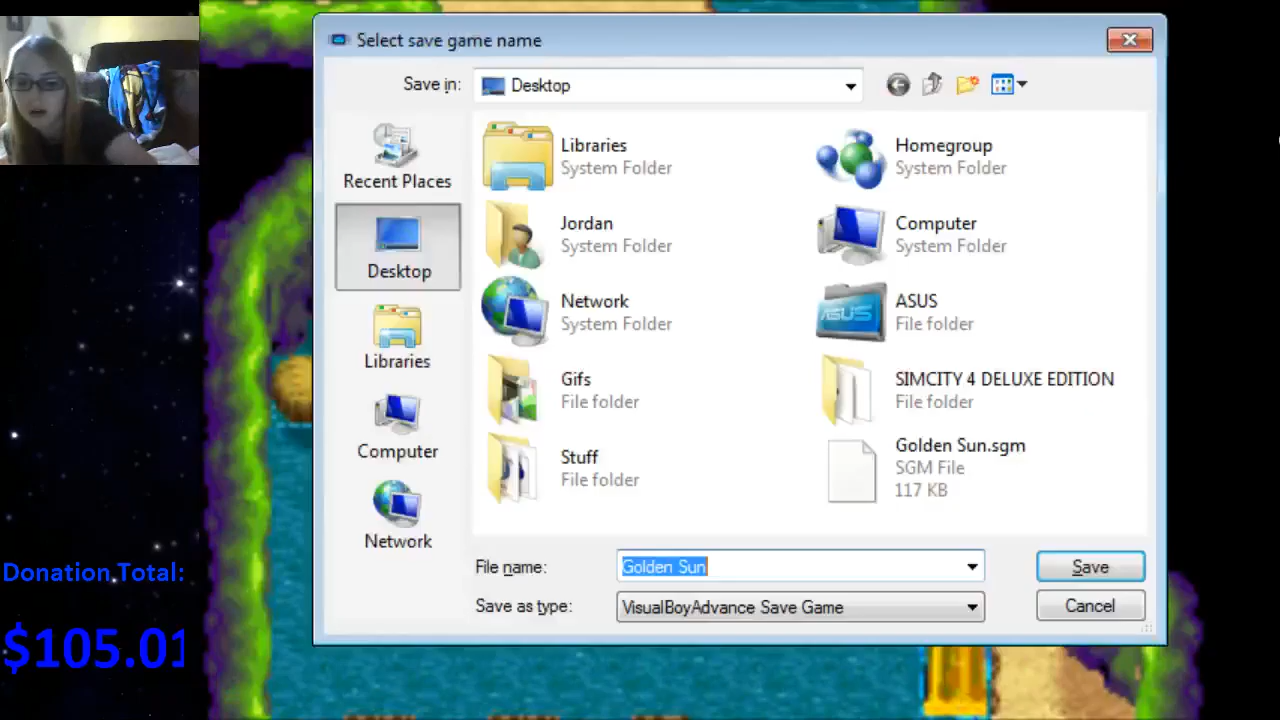 Select save game name
Save in:
Desktop
Recent Places
Desktop
Libraries
Computer
Network
Libraries
System Folder
Homegroup
System Folder
Jordan
System Folder
Computer
System Folder
Network
System Folder
ASUS
File folder
Gifs
File folder
SIMCITY 4 DELUXE EDITION
File folder
Stuff
File folder
Golden Sun.sgm
SGM File
117 KB
File name:
Golden Sun
Save
Save as type:
VisualBoyAdvance Save Game
Cancel
Donation Total:
$105.01